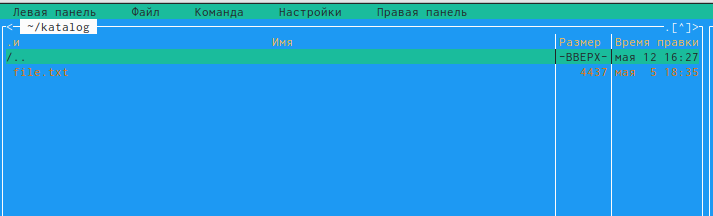 Левая панель Файл Команда Настройки Правая панель
<- ~/katalog .[^]>
.и Имя Размер Время правки
/.. -ВВЕРХ- мая 12 16:27
file.txt 4437 мая 5 18:35